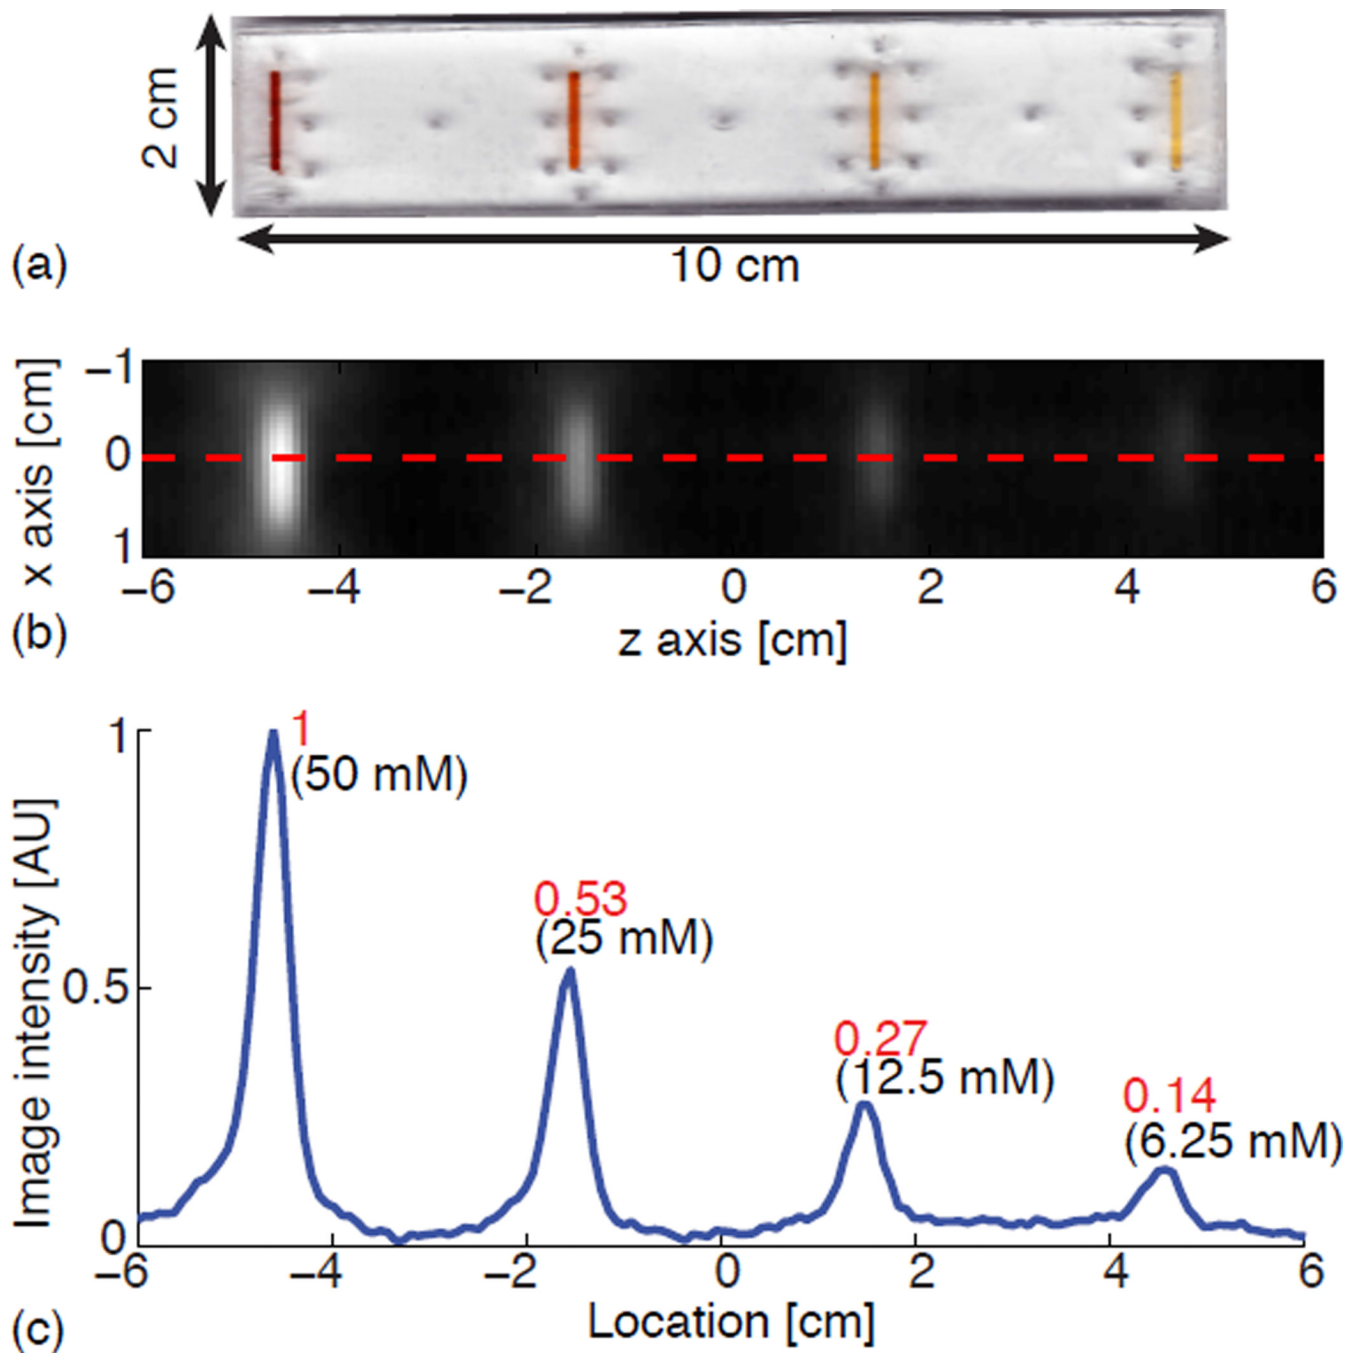 2 cm
10 cm
(a)
x axis [cm]
−1
0
1
−6 −4 −2 0 2 4 6
z axis [cm]
(b)
Image intensity [AU]
1
0.5
0
1
(50 mM)
0.53
(25 mM)
0.27
(12.5 mM)
0.14
(6.25 mM)
−6 −4 −2 0 2 4 6
Location [cm]
(c)